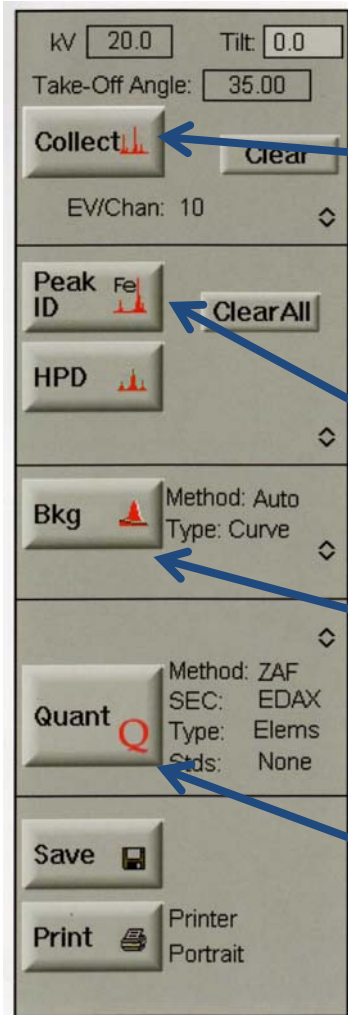 kV 20.0 Tilt: 0.0
Take-Off Angle: 35.00
Collect Clear
EV/Chan: 10
Peak ID Fe ClearAll
HPD
Bkg Method: Auto
Type: Curve
Quant Q Method: ZAF
SEC: EDAX
Type: Elems
Stds: None
Save
Print Printer
Portrait